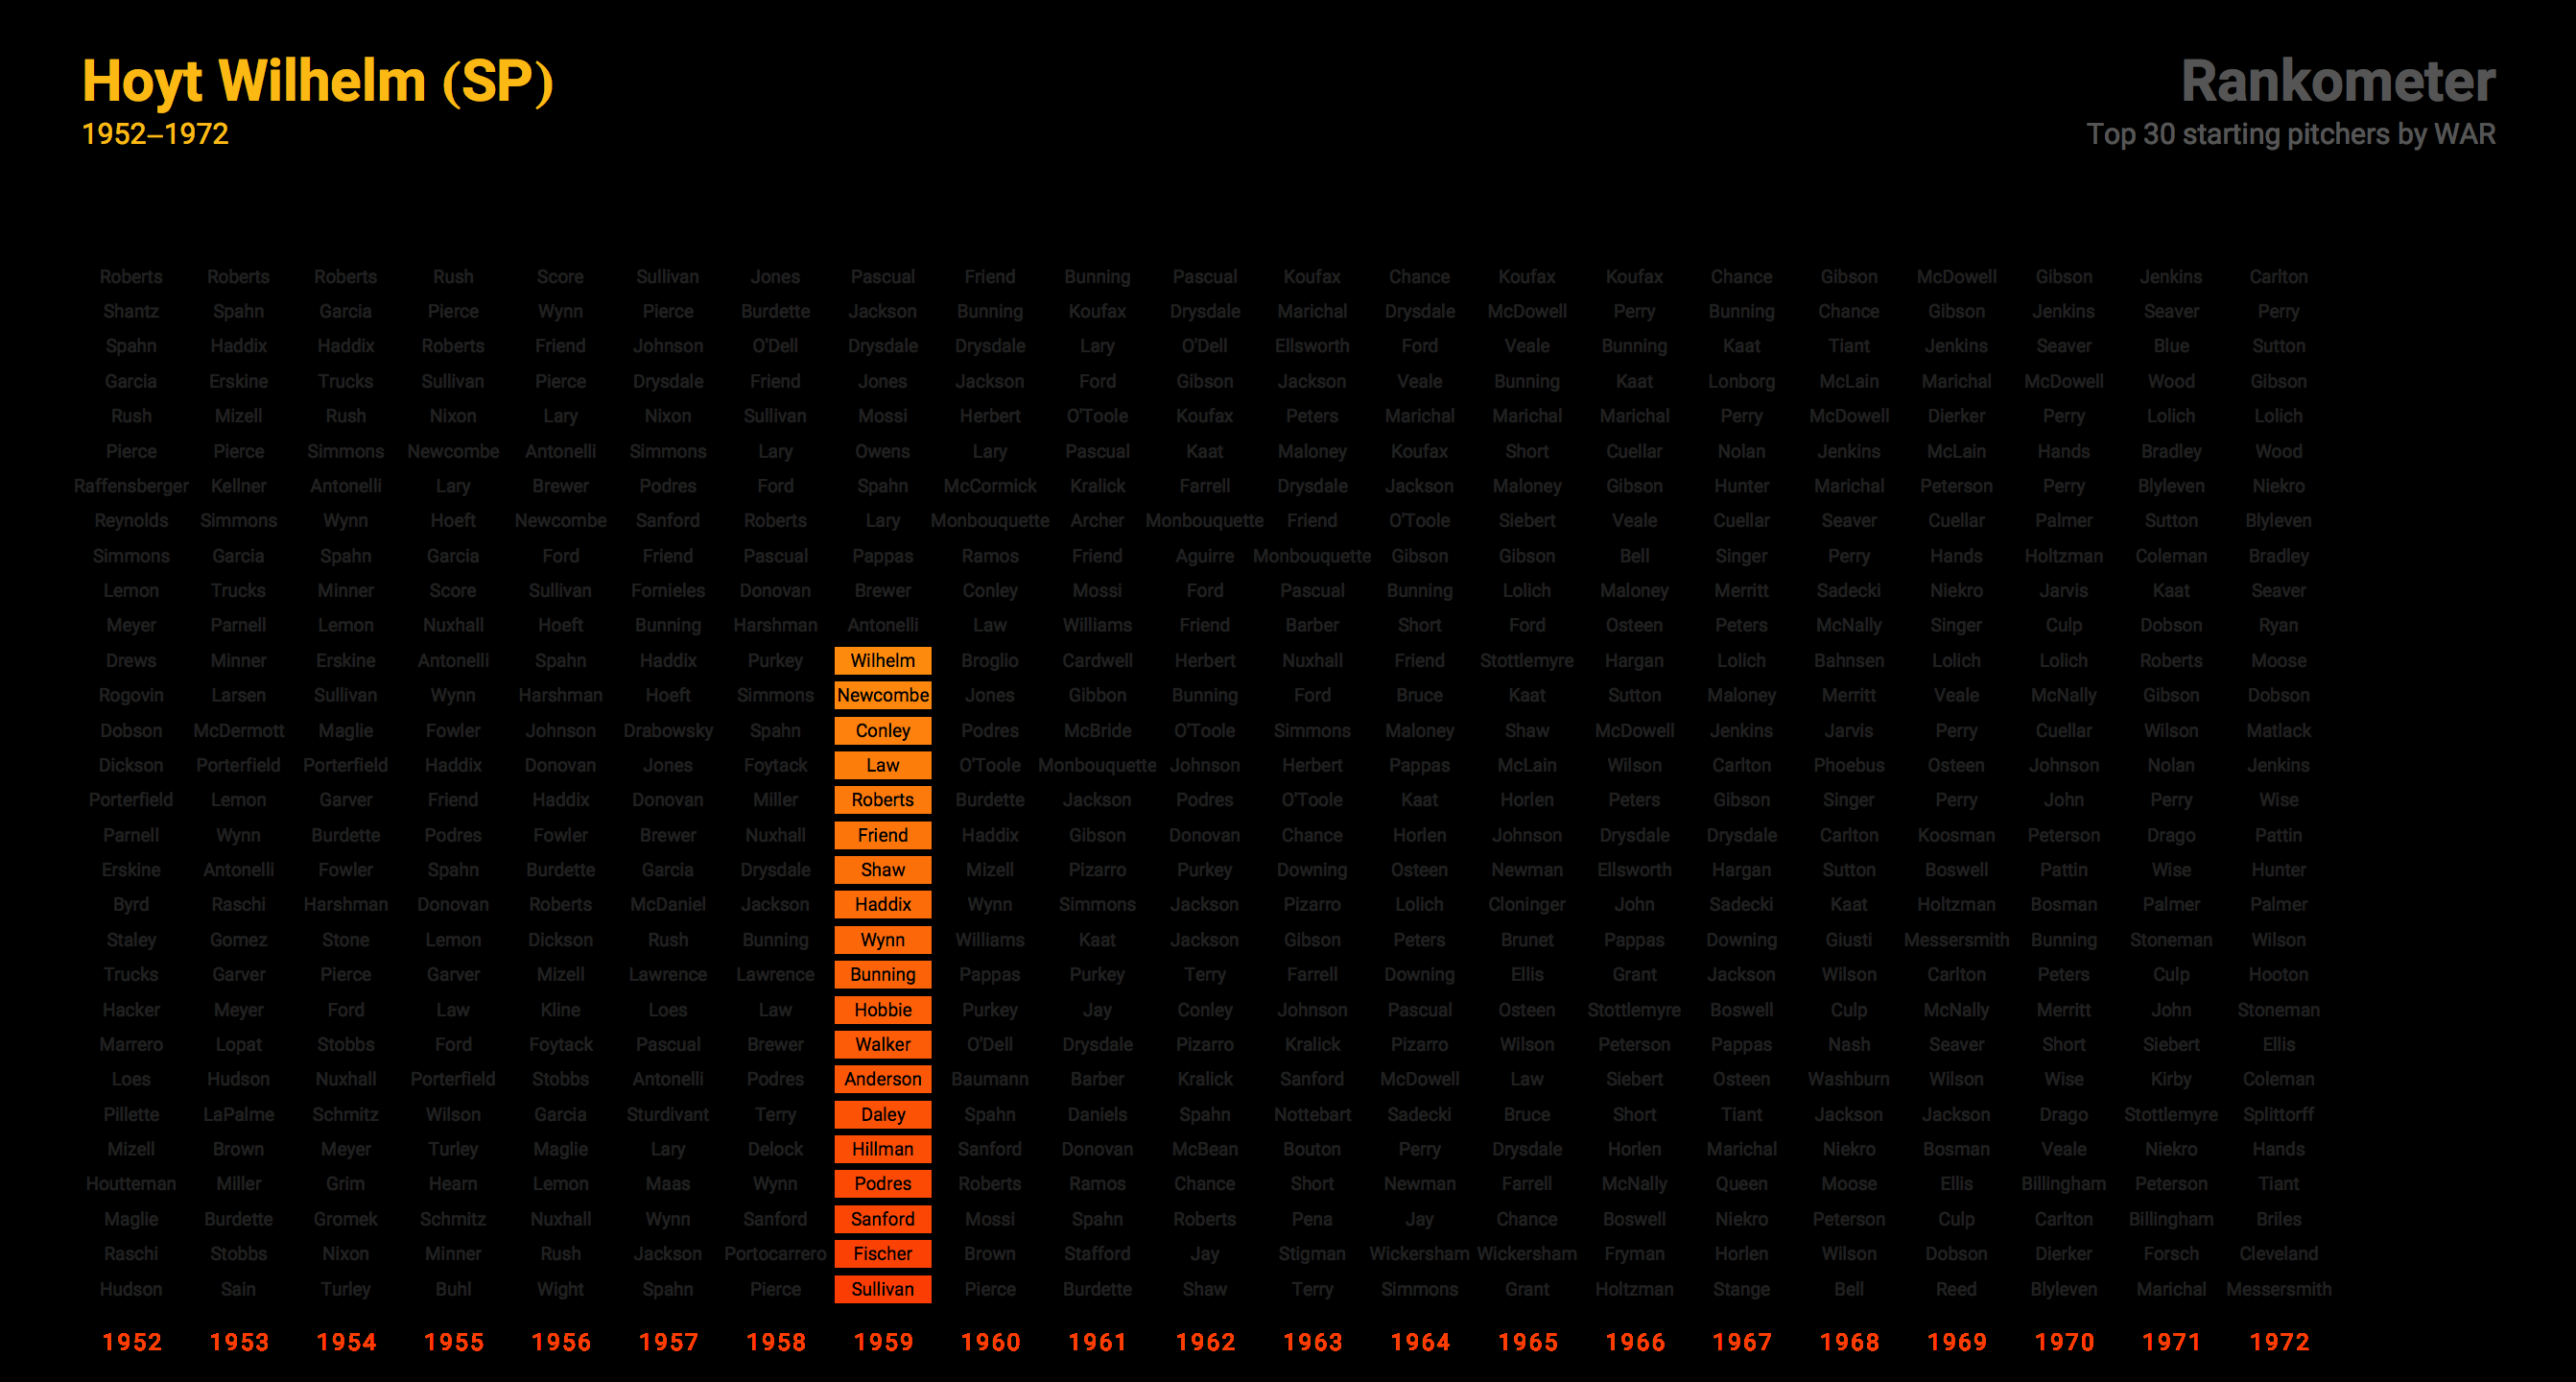 Hoyt Wilhelm (SP)
1952–1972
Rankometer
Top 30 starting pitchers by WAR
Roberts Roberts Roberts Rush Score Sullivan Jones Pascual Friend Bunning Pascual Koufax Chance Koufax Koufax Chance Gibson McDowell Gibson Jenkins Carlton
Shantz Spahn Garcia Pierce Wynn Pierce Burdette Jackson Bunning Koufax Drysdale Marichal Drysdale McDowell Perry Bunning Chance Gibson Jenkins Seaver Perry
Spahn Haddix Haddix Roberts Friend Johnson O'Dell Drysdale Drysdale Lary O'Dell Ellsworth Ford Veale Bunning Kaat Tiant Jenkins Seaver Blue Sutton
Garcia Erskine Trucks Sullivan Pierce Drysdale Friend Jones Jackson Ford Gibson Jackson Veale Bunning Kaat Lonborg McLain Marichal McDowell Wood Gibson
Rush Mizell Rush Nixon Lary Nixon Sullivan Mossi Herbert O'Toole Koufax Peters Marichal Marichal Marichal Perry McDowell Dierker Perry Lolich Lolich
Pierce Pierce Simmons Newcombe Antonelli Simmons Lary Owens Lary Pascual Kaat Maloney Koufax Short Cuellar Nolan Jenkins McLain Hands Bradley Wood
Raffensberger Kellner Antonelli Lary Brewer Podres Ford Spahn McCormick Kralick Farrell Drysdale Jackson Maloney Gibson Hunter Marichal Peterson Perry Blyleven Niekro
Reynolds Simmons Wynn Hoeft Newcombe Sanford Roberts Lary Monbouquette Archer Monbouquette Friend O'Toole Siebert Veale Cuellar Seaver Cuellar Palmer Sutton Blyleven
Simmons Garcia Spahn Garcia Ford Friend Pascual Pappas Ramos Friend Aguirre Monbouquette Gibson Gibson Bell Singer Perry Hands Holtzman Coleman Bradley
Lemon Trucks Minner Score Sullivan Fornieles Donovan Brewer Conley Mossi Ford Pascual Bunning Lolich Maloney Merritt Sadecki Niekro Jarvis Kaat Seaver
Meyer Parnell Lemon Nuxhall Hoeft Bunning Harshman Antonelli Law Williams Friend Barber Short Ford Osteen Peters McNally Singer Culp Dobson Ryan
Drews Minner Erskine Antonelli Spahn Haddix Purkey Wilhelm Broglio Cardwell Herbert Nuxhall Friend Stottlemyre Hargan Lolich Bahnsen Lolich Lolich Roberts Moose
Rogovin Larsen Sullivan Wynn Harshman Hoeft Simmons Newcombe Jones Gibbon Bunning Ford Bruce Kaat Sutton Maloney Merritt Veale McNally Gibson Dobson
Dobson McDermott Maglie Fowler Johnson Drabowsky Spahn Conley Podres McBride O'Toole Simmons Maloney Shaw McDowell Jenkins Jarvis Perry Cuellar Wilson Matlack
Dickson Porterfield Porterfield Haddix Donovan Jones Foytack Law O'Toole Monbouquette Johnson Herbert Pappas McLain Wilson Carlton Phoebus Osteen Johnson Nolan Jenkins
Porterfield Lemon Garver Friend Haddix Donovan Miller Roberts Burdette Jackson Podres O'Toole Kaat Horlen Peters Gibson Singer Perry John Perry Wise
Parnell Wynn Burdette Podres Fowler Brewer Nuxhall Friend Haddix Gibson Donovan Chance Horlen Johnson Drysdale Drysdale Carlton Koosman Peterson Drago Pattin
Erskine Antonelli Fowler Spahn Burdette Garcia Drysdale Shaw Mizell Pizarro Purkey Downing Osteen Newman Ellsworth Hargan Sutton Boswell Pattin Wise Hunter
Byrd Raschi Harshman Donovan Roberts McDaniel Jackson Haddix Wynn Simmons Jackson Pizarro Lolich Cloninger John Sadecki Kaat Holtzman Bosman Palmer Palmer
Staley Gomez Stone Lemon Dickson Rush Bunning Wynn Williams Kaat Jackson Gibson Peters Brunet Pappas Downing Giusti Messersmith Bunning Stoneman Wilson
Trucks Garver Pierce Garver Mizell Lawrence Lawrence Bunning Pappas Purkey Terry Farrell Downing Ellis Grant Jackson Wilson Carlton Peters Culp Hooton
Hacker Meyer Ford Law Kline Loes Law Hobbie Purkey Jay Conley Johnson Pascual Osteen Stottlemyre Boswell Culp McNally Merritt John Stoneman
Marrero Lopat Stobbs Ford Foytack Pascual Brewer Walker O'Dell Drysdale Pizarro Kralick Pizarro Wilson Peterson Pappas Nash Seaver Short Siebert Ellis
Loes Hudson Nuxhall Porterfield Stobbs Antonelli Podres Anderson Baumann Barber Kralick Sanford McDowell Law Siebert Osteen Washburn Wilson Wise Kirby Coleman
Pillette LaPalme Schmitz Wilson Garcia Sturdivant Terry Daley Spahn Daniels Spahn Nottebart Sadecki Bruce Short Tiant Jackson Jackson Drago Stottlemyre Splittorff
Mizell Brown Meyer Turley Maglie Lary Delock Hillman Sanford Donovan McBean Bouton Perry Drysdale Horlen Marichal Niekro Bosman Veale Niekro Hands
Houtteman Miller Grim Hearn Lemon Maas Wynn Podres Roberts Ramos Chance Short Newman Farrell McNally Queen Moose Ellis Billingham Peterson Tiant
Maglie Burdette Gromek Schmitz Nuxhall Wynn Sanford Sanford Mossi Spahn Roberts Pena Jay Chance Boswell Niekro Peterson Culp Carlton Billingham Briles
Raschi Stobbs Nixon Minner Rush Jackson Portocarrero Fischer Brown Stafford Jay Stigman Wickersham Wickersham Fryman Horlen Wilson Dobson Dierker Forsch Cleveland
Hudson Sain Turley Buhl Wight Spahn Pierce Sullivan Pierce Burdette Shaw Terry Simmons Grant Holtzman Stange Bell Reed Blyleven Marichal Messersmith
1952 1953 1954 1955 1956 1957 1958 1959 1960 1961 1962 1963 1964 1965 1966 1967 1968 1969 1970 1971 1972